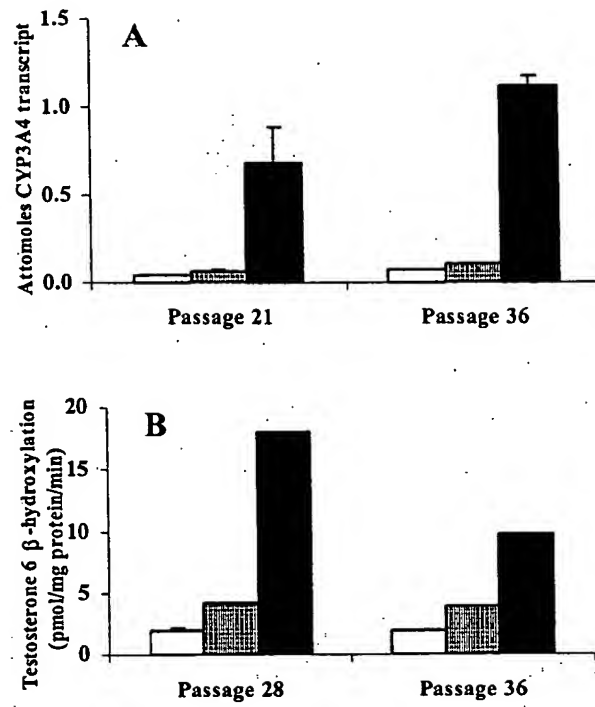 A
Attomoles CYP3A4 transcript
1.5
1.0
0.5
0.0
Passage 21 Passage 36
B
Testosterone 6 β-hydroxylation
(pmol/mg protein/min)
20
15
10
5
0
Passage 28 Passage 36